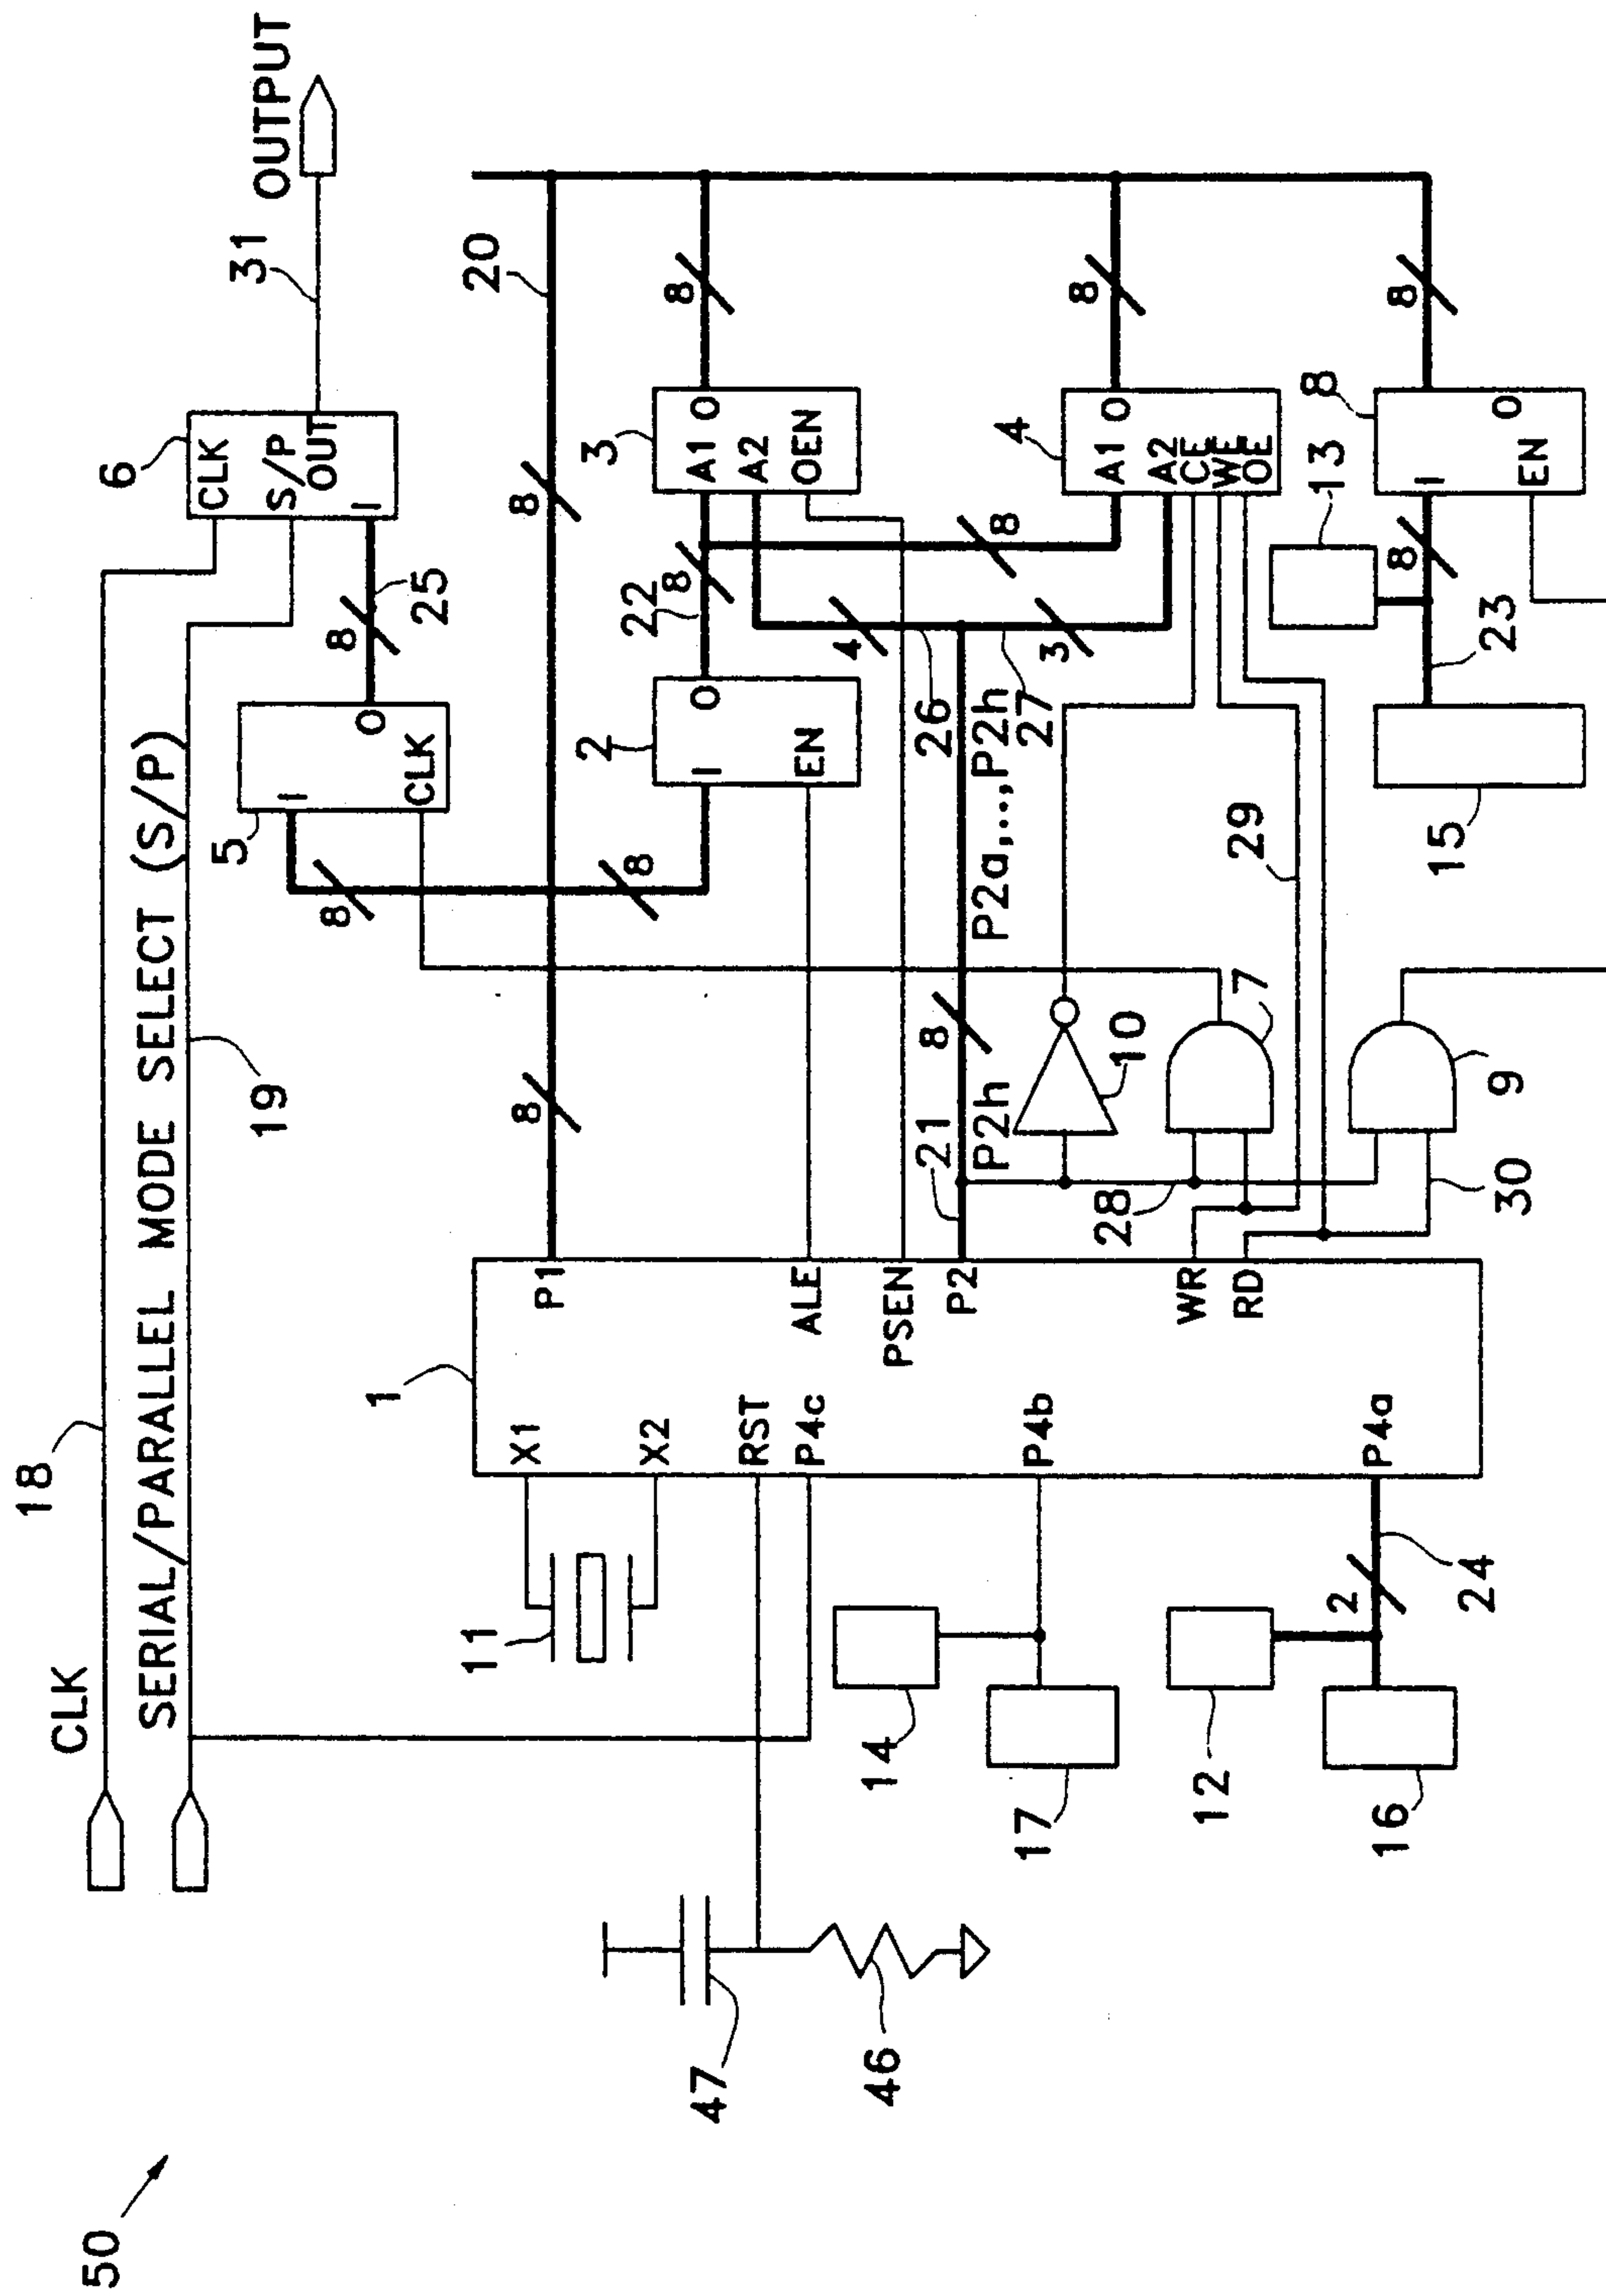 50
CLK
18
SERIAL/PARALLEL MODE SELECT (S/P)
19
OUTPUT
31
6
CLK
S/P
OUT
I
25
8
5
I
O
CLK
8
8
20
8
8
1
X1
X2
RST
P4c
P4b
P4a
P1
ALE
PSEN
P2
WR
RD
11
47
46
14
17
12
16
2
24
2
I
O
EN
22
8
3
A1
O
A2
OEN
8
8
4
26
3
27
21
8
P2h
P2a,...,P2h
10
28
7
29
9
30
4
A1
O
A2
CE
WE
OE
8
13
8
I
O
EN
8
8
23
15